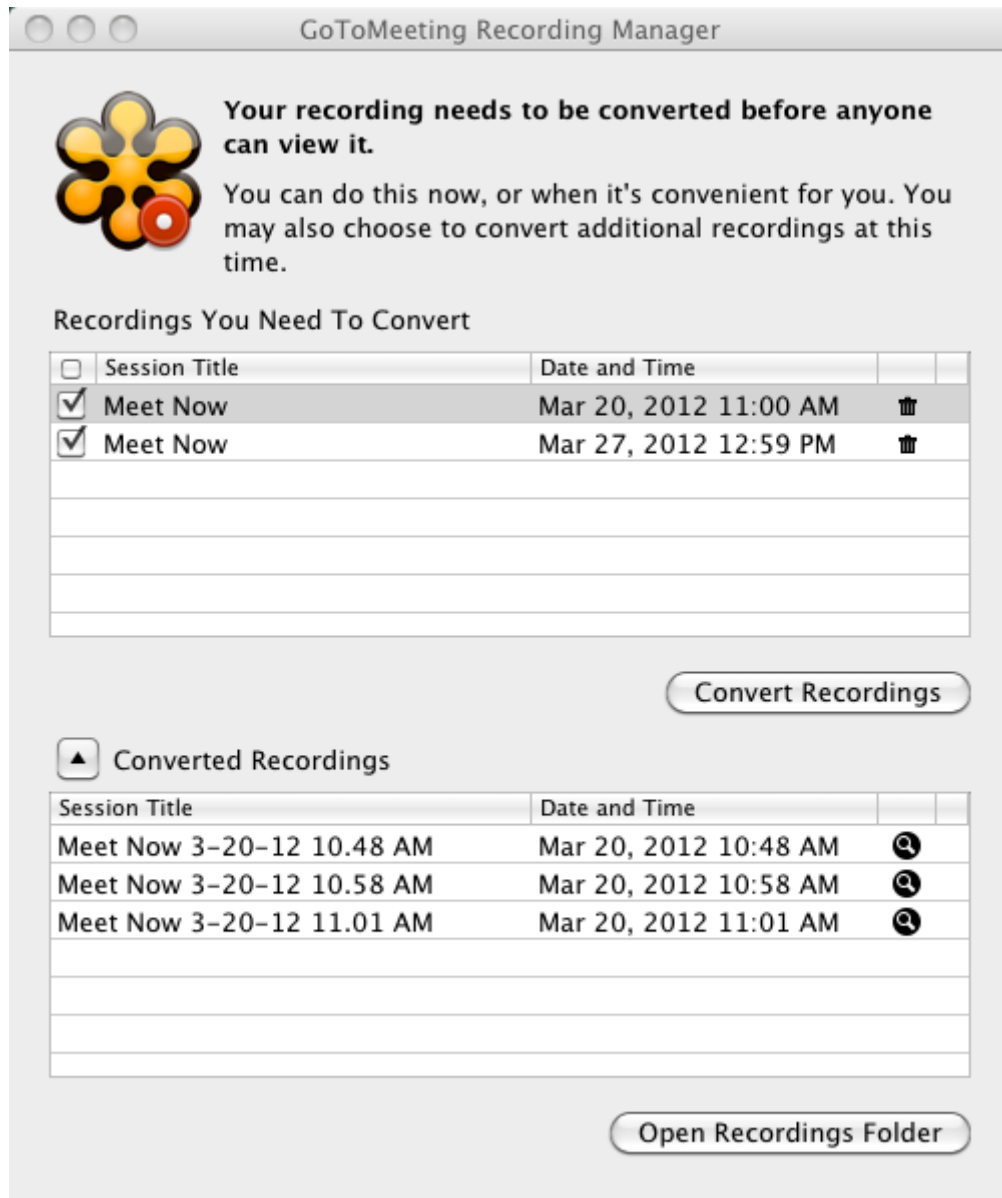 GoToMeeting Recording Manager
Your recording needs to be converted before anyone
can view it.
You can do this now, or when it's convenient for you. You
may also choose to convert additional recordings at this
time.
Recordings You Need To Convert
Session Title Date and Time
Meet Now Mar 20, 2012 11:00 AM
Meet Now Mar 27, 2012 12:59 PM
Convert Recordings
Converted Recordings
Session Title Date and Time
Meet Now 3-20-12 10.48 AM Mar 20, 2012 10:48 AM
Meet Now 3-20-12 10.58 AM Mar 20, 2012 10:58 AM
Meet Now 3-20-12 11.01 AM Mar 20, 2012 11:01 AM
Open Recordings Folder